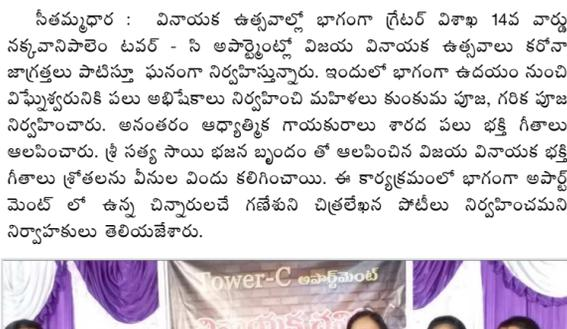 సీతమ్మధార : వినాయక ఉత్సవాల్లో భాగంగా గ్రేటర్ విశాఖ 14వ వార్డు
నక్కవానిపాలెం టవర్ - సి అపార్ట్మెంట్లో విజయ వినాయక ఉత్సవాలు కరోనా
జాగ్రత్తలు పాటిస్తూ ఘనంగా నిర్వహిస్తున్నారు. ఇందులో భాగంగా ఉదయం నుంచి
విఘ్నేశ్వరునికి పలు అభిషేకాలు నిర్వహించి మహిళలు కుంకుమ పూజ, గరిక పూజ
నిర్వహించారు. అనంతరం ఆధ్యాత్మిక గాయకురాలు శారద పలు భక్తి గీతాలు
ఆలపించారు. శ్రీ సత్య సాయి భజన బృందం తో ఆలపించిన విజయ వినాయక భక్తి
గీతాలు శ్రోతలను వీనుల విందు కలిగించాయి. ఈ కార్యక్రమంలో భాగంగా అపార్ట్
మెంట్ లో ఉన్న చిన్నారులచే గణేశుని చిత్రలేఖన పోటీలు నిర్వహించమని
నిర్వాహకులు తెలియజేశారు.
Tower-C అపార్ట్‌మెంట్